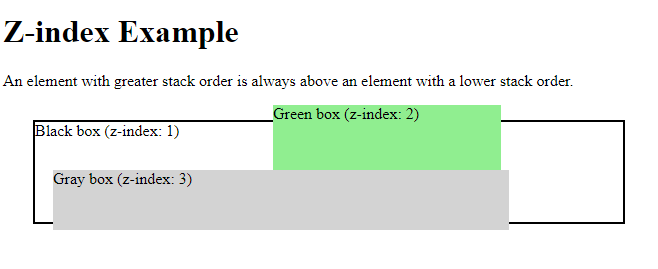 Z-index Example
An element with greater stack order is always above an element with a lower stack order.
Green box (z-index: 2)
Black box (z-index: 1)
Gray box (z-index: 3)